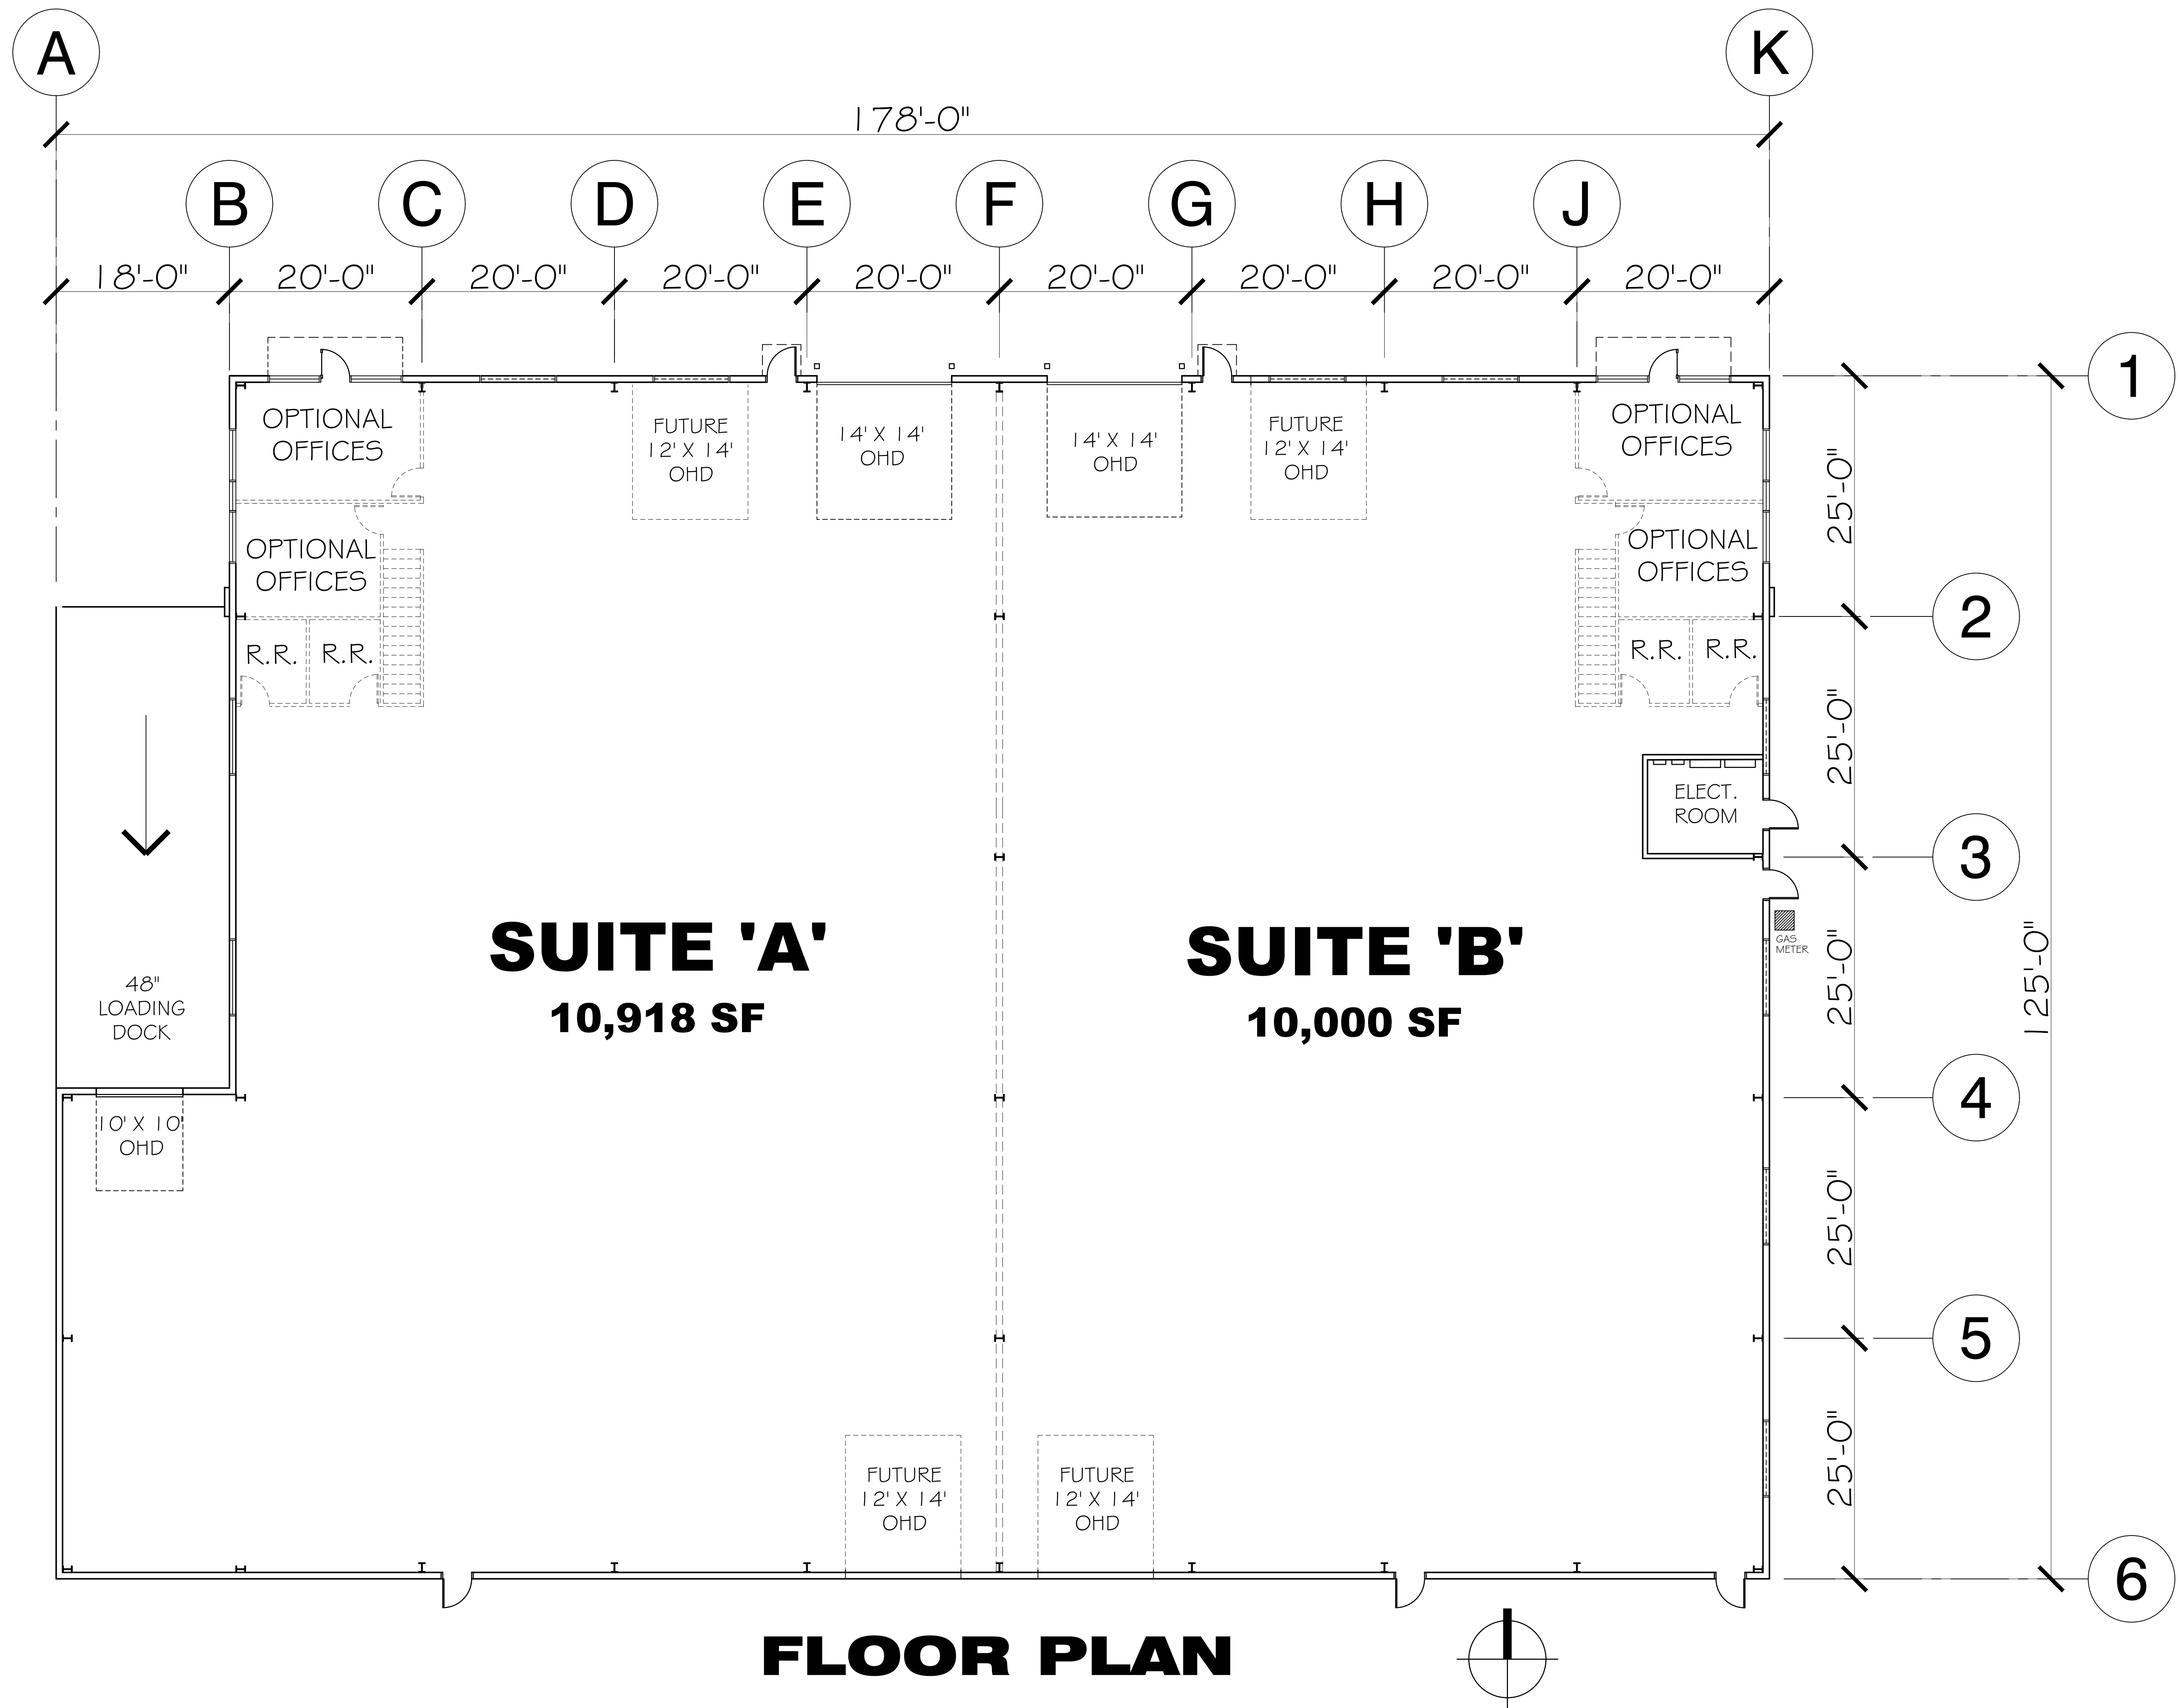 A
K
178'-0"
B
C
D
E
F
G
H
J
18'-0"
20'-0"
20'-0"
20'-0"
20'-0"
20'-0"
20'-0"
20'-0"
20'-0"
1
OPTIONAL
OFFICES
FUTURE
12' X 14'
OHD
14' X 14'
OHD
14' X 14'
OHD
FUTURE
12' X 14'
OHD
OPTIONAL
OFFICES
25'-0"
OPTIONAL
OFFICES
OPTIONAL
OFFICES
2
R.R.
R.R.
R.R.
R.R.
25'-0"
ELECT.
ROOM
3
SUITE 'A'
10,918 SF
SUITE 'B'
10,000 SF
GAS
METER
25'-0"
125'-0"
48"
LOADING
DOCK
4
10' X 10'
OHD
25'-0"
5
FUTURE
12' X 14'
OHD
FUTURE
12' X 14'
OHD
25'-0"
6
FLOOR PLAN